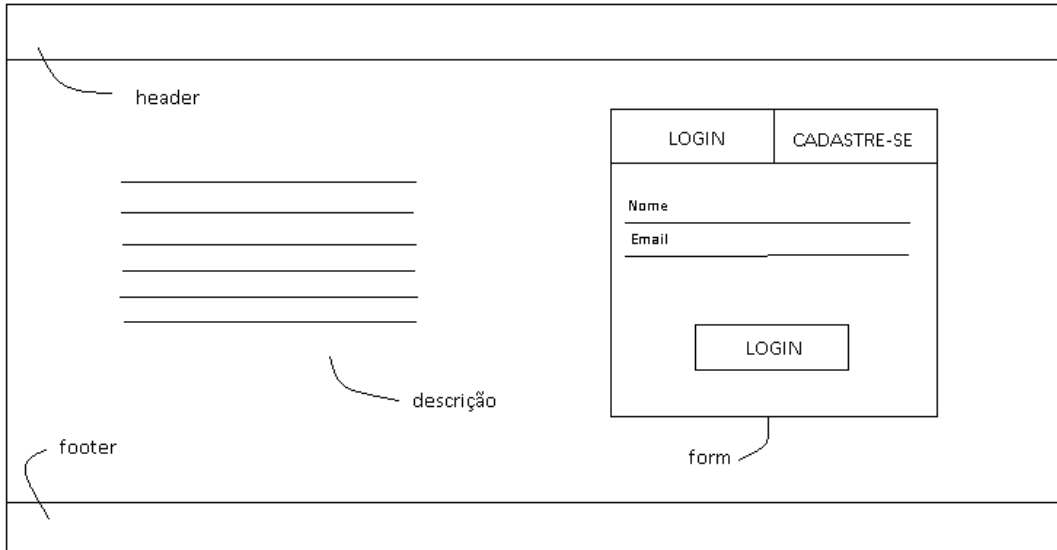 header
LOGIN
CADASTRE-SE
Nome
Email
LOGIN
descrição
footer
form